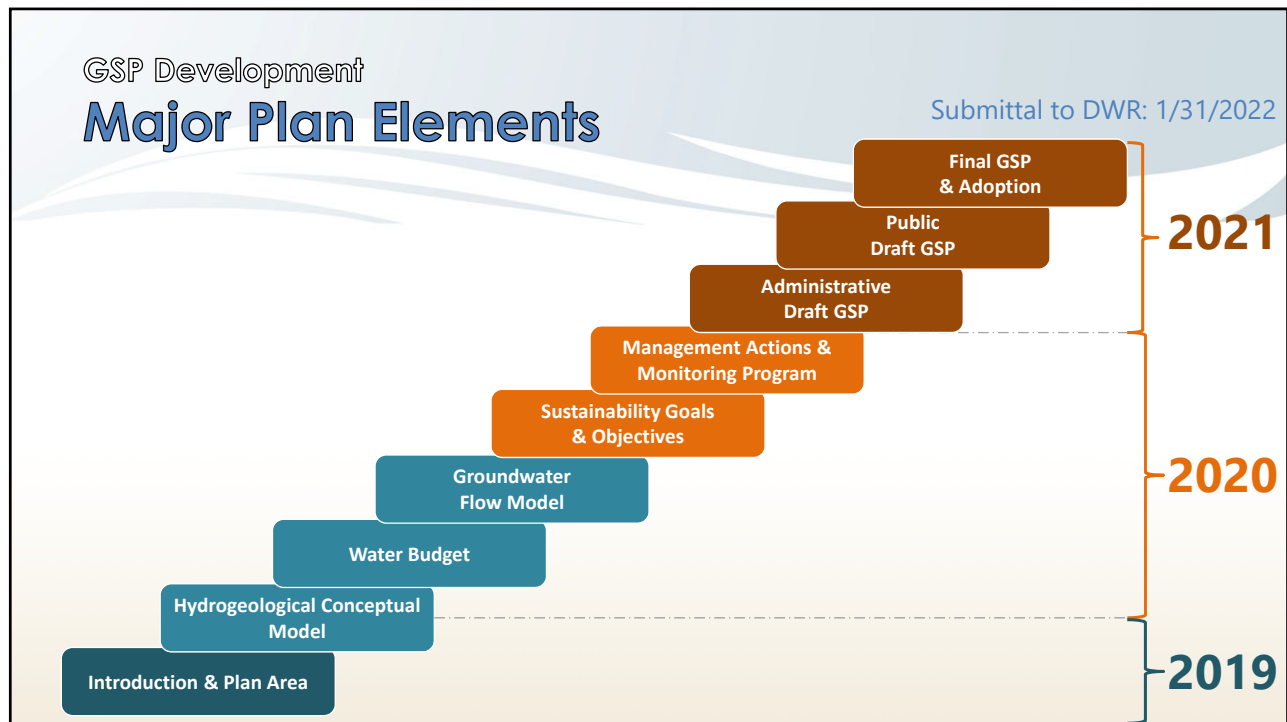 GSP Development
Major Plan Elements
Submittal to DWR: 1/31/2022
Final GSP
& Adoption
Public
Draft GSP
2021
Administrative
Draft GSP
Management Actions &
Monitoring Program
Sustainability Goals
& Objectives
Groundwater
Flow Model
2020
Water Budget
Hydrogeological Conceptual
Model
Introduction & Plan Area
2019